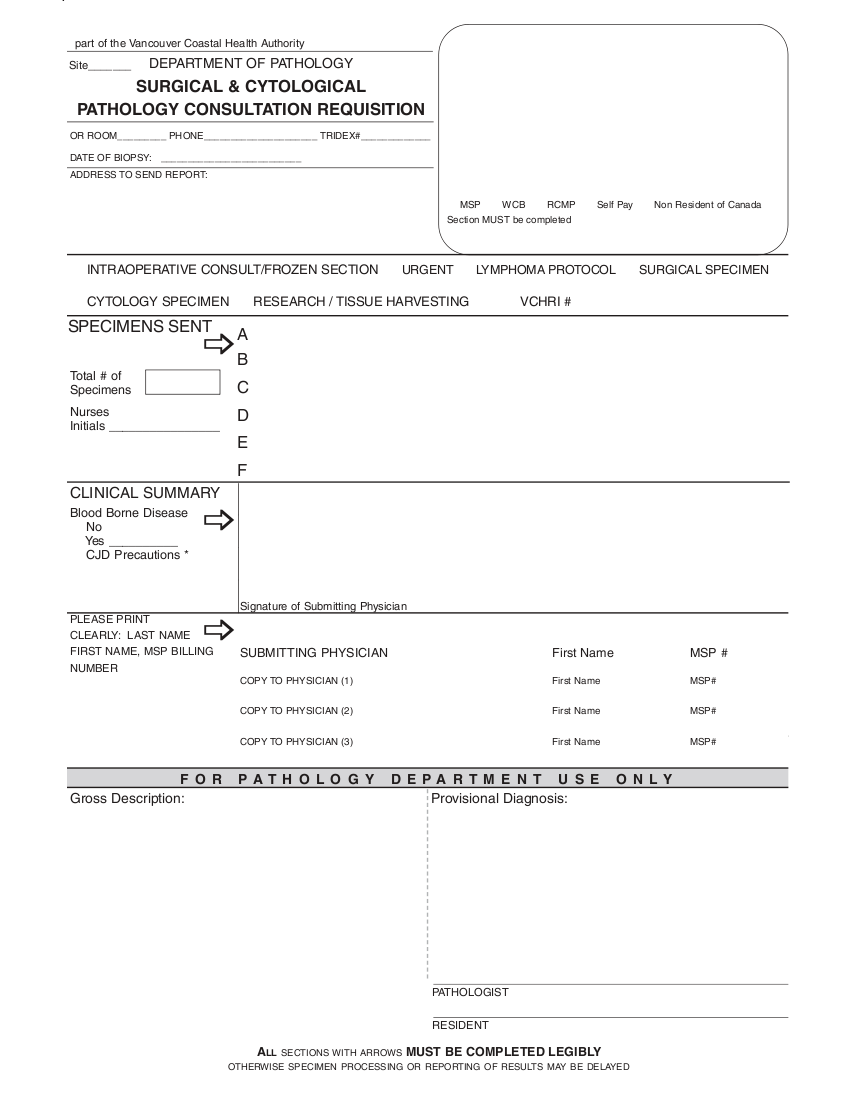 part of the Vancouver Coastal Health Authority
Site_______ DEPARTMENT OF PATHOLOGY
SURGICAL & CYTOLOGICAL
PATHOLOGY CONSULTATION REQUISITION
OR ROOM_________ PHONE____________________ TRIDEX#____________
DATE OF BIOPSY: _________________________
ADDRESS TO SEND REPORT:
MSP WCB RCMP Self Pay Non Resident of Canada
Section MUST be completed
INTRAOPERATIVE CONSULT/FROZEN SECTION URGENT LYMPHOMA PROTOCOL SURGICAL SPECIMEN
CYTOLOGY SPECIMEN RESEARCH / TISSUE HARVESTING VCHRI #
SPECIMENS SENT
A
B
Total # of
Specimens
C
Nurses
Initials ________________
D
E
F
CLINICAL SUMMARY
Blood Borne Disease
No
Yes __________
CJD Precautions *
Signature of Submitting Physician
PLEASE PRINT
CLEARLY: LAST NAME
FIRST NAME, MSP BILLING
NUMBER
SUBMITTING PHYSICIAN First Name MSP #
COPY TO PHYSICIAN (1) First Name MSP#
COPY TO PHYSICIAN (2) First Name MSP#
COPY TO PHYSICIAN (3) First Name MSP#
FOR PATHOLOGY DEPARTMENT USE ONLY
Gross Description: Provisional Diagnosis:
PATHOLOGIST
RESIDENT
ALL SECTIONS WITH ARROWS MUST BE COMPLETED LEGIBLY
OTHERWISE SPECIMEN PROCESSING OR REPORTING OF RESULTS MAY BE DELAYED